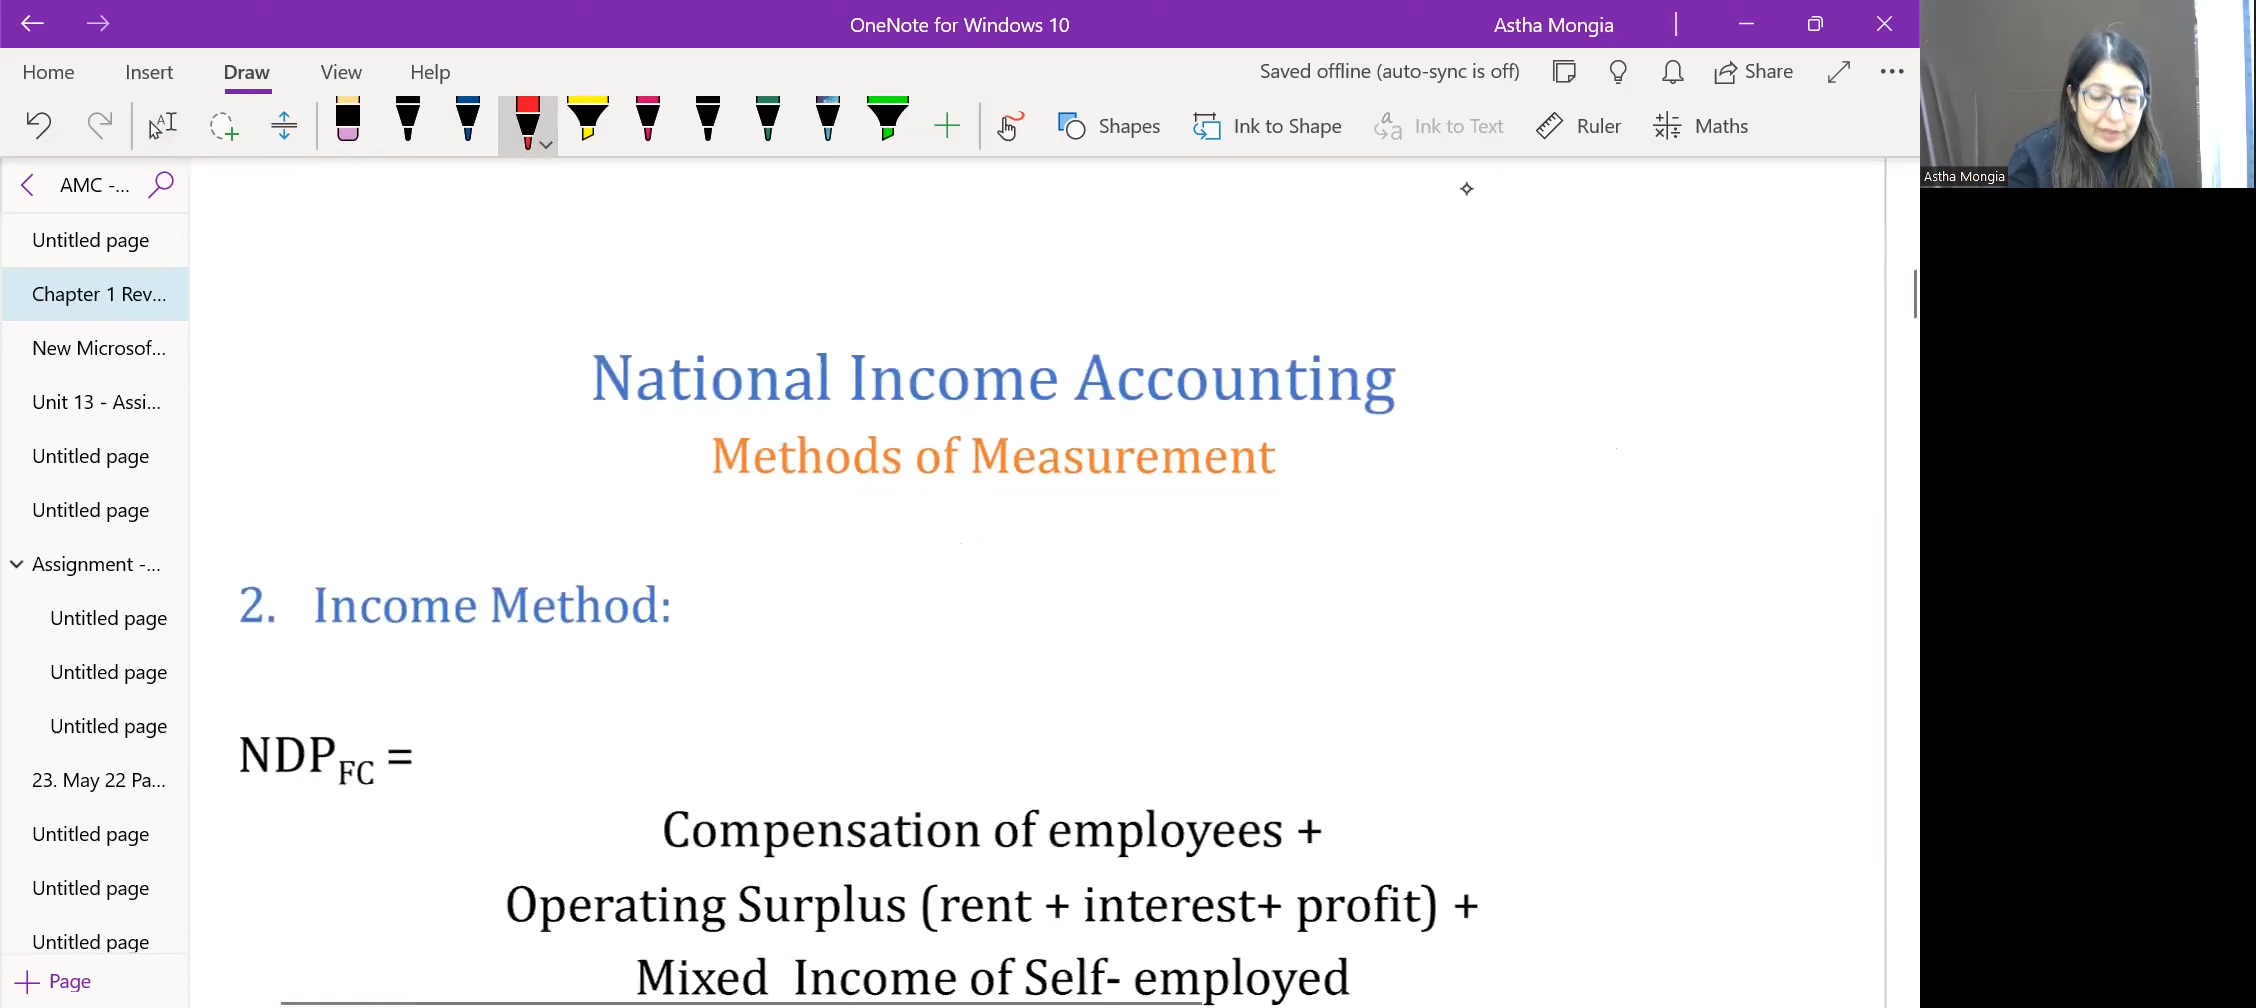 OneNote for Windows 10
Astha Mongia
Home Insert Draw View Help
Saved offline (auto-sync is off)
Share
Shapes
Ink to Shape
Ink to Text
Ruler
Maths
AMC -...
Untitled page
Chapter 1 Rev...
New Microsof...
Unit 13 - Assi...
Untitled page
Untitled page
Assignment -...
Untitled page
Untitled page
Untitled page
23. May 22 Pa...
Untitled page
Untitled page
Untitled page
Page
National Income Accounting
Methods of Measurement
2. Income Method:
NDPFC =
Compensation of employees +
Operating Surplus (rent + interest+ profit) +
Mixed Income of Self- employed
Astha Mongia